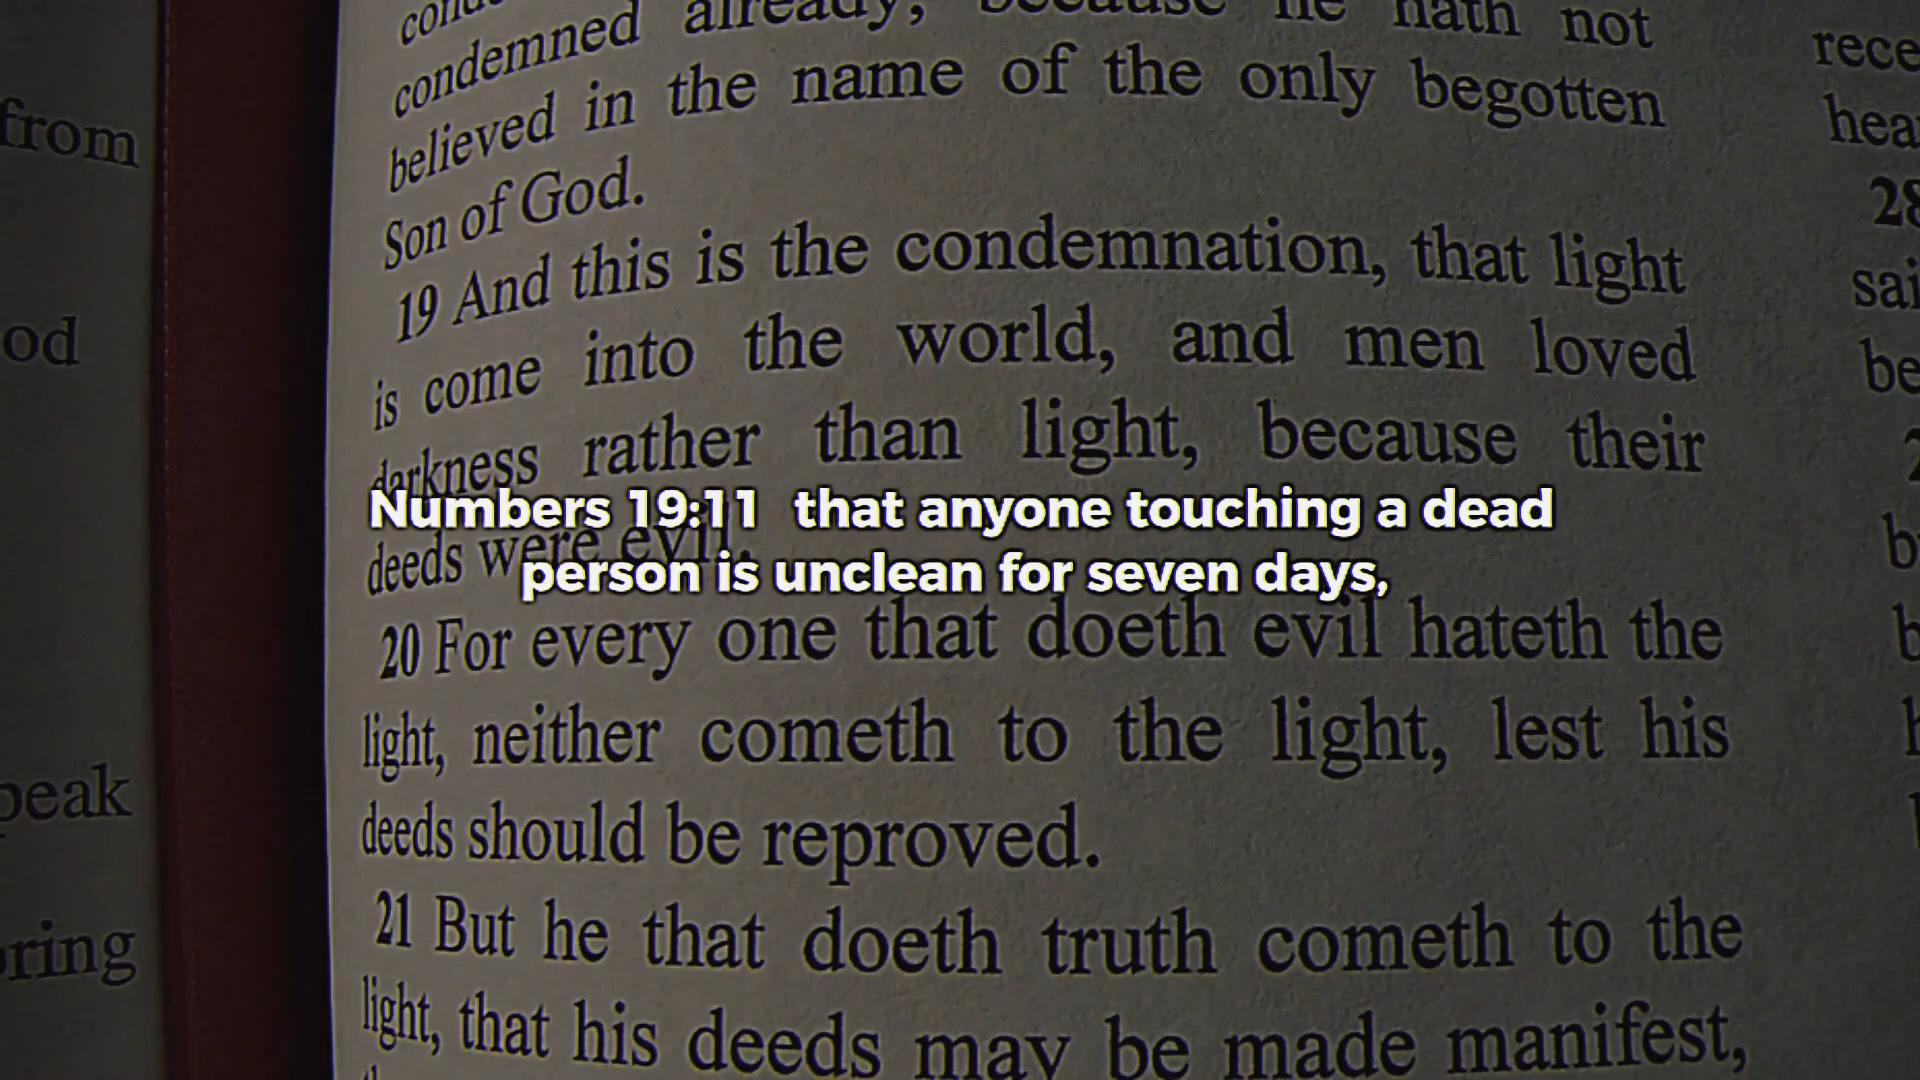 from
od
peak
ring
condemned already, because he hath not
believed in the name of the only begotten
Son of God.
19 And this is the condemnation, that light
is come into the world, and men loved
darkness rather than light, because their
deeds were evil.
Numbers 19:11 that anyone touching a dead
person is unclean for seven days,
20 For every one that doeth evil hateth the
light, neither cometh to the light, lest his
deeds should be reproved.
21 But he that doeth truth cometh to the
light, that his deeds may be made manifest,
rece
hea
28
sai
be